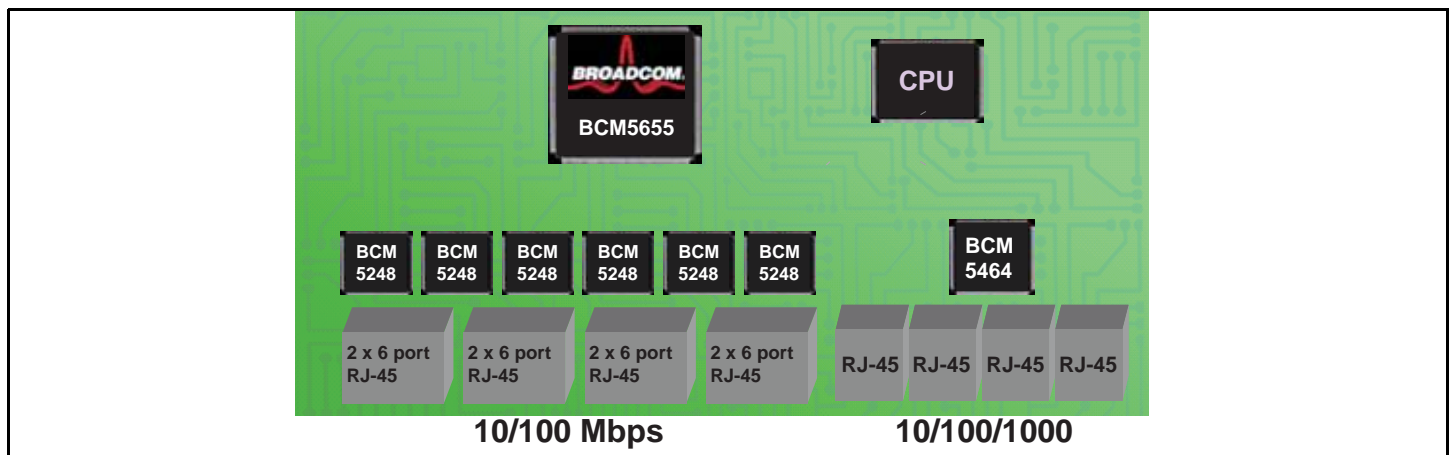 BROADCOM
BCM5655
CPU
BCM
5248
BCM
5248
BCM
5248
BCM
5248
BCM
5248
BCM
5248
BCM
5464
2 x 6 port
RJ-45
2 x 6 port
RJ-45
2 x 6 port
RJ-45
2 x 6 port
RJ-45
RJ-45
RJ-45
RJ-45
RJ-45
10/100 Mbps
10/100/1000